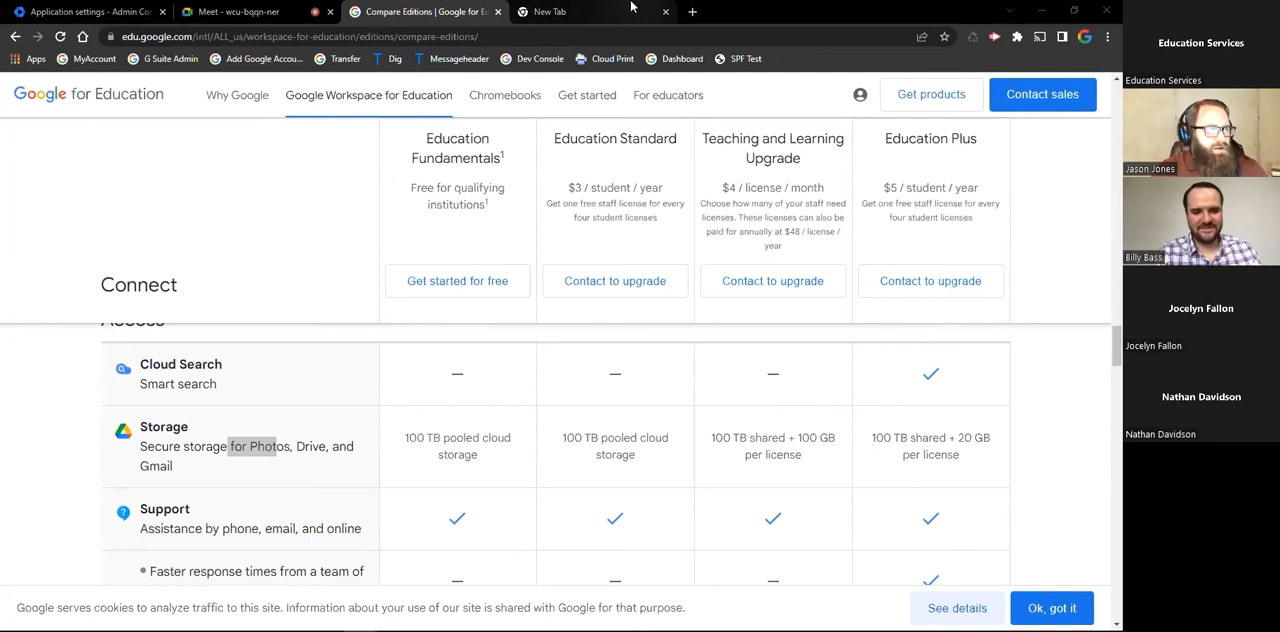 Application settings - Admin Con
Meet - wcu-bqqn-ner
Compare Editions | Google for Ec
New Tab
edu.google.com/intl/ALL_us/workspace-for-education/editions/compare-editions/
Apps
MyAccount
G Suite Admin
Add Google Accou...
Transfer
Dig
Messageheader
Dev Console
Cloud Print
Dashboard
SPF Test
Google for Education
Why Google
Google Workspace for Education
Chromebooks
Get started
For educators
Get products
Contact sales
Connect
Education
Fundamentals¹
Free for qualifying
institutions¹
Get started for free
Education Standard
$3 / student / year
Get one free staff license for every
four student licenses
Contact to upgrade
Teaching and Learning
Upgrade
$4 / license / month
Choose how many of your staff need
licenses. These licenses can also be
paid for annually at $48 / license /
year
Contact to upgrade
Education Plus
$5 / student / year
Get one free staff license for every
four student licenses
Contact to upgrade
Access
Cloud Search
Smart search
Storage
Secure storage for Photos, Drive, and
Gmail
100 TB pooled cloud
storage
100 TB pooled cloud
storage
100 TB shared + 100 GB
per license
100 TB shared + 20 GB
per license
Support
Assistance by phone, email, and online
Faster response times from a team of
Google serves cookies to analyze traffic to this site. Information about your use of our site is shared with Google for that purpose.
See details
Ok, got it
Education Services
Education Services
Jason Jones
Billy Bass
Jocelyn Fallon
Jocelyn Fallon
Nathan Davidson
Nathan Davidson